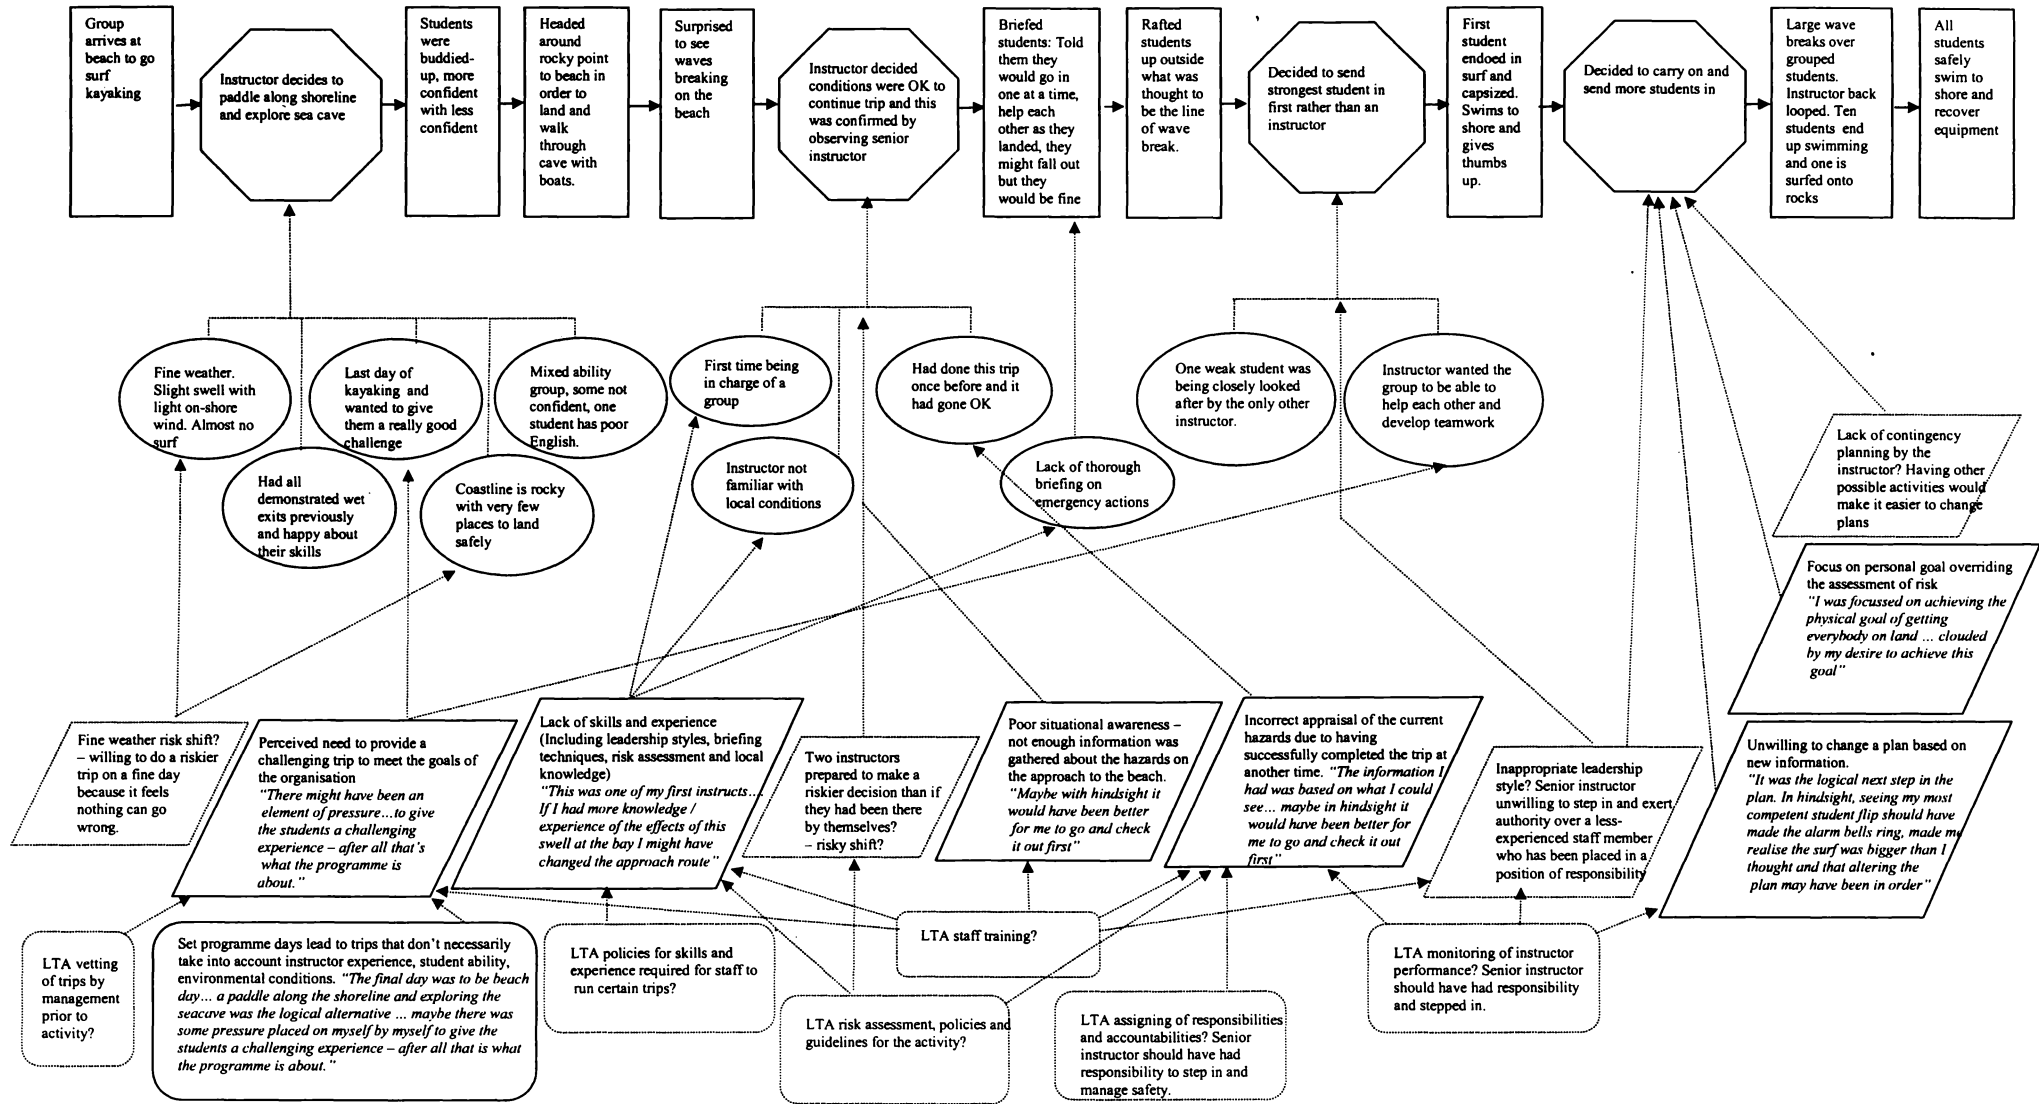 Group
arrives at
beach to go
surf
kayaking
Instructor decides to
paddle along shoreline
and explore sea cave
Students
were
buddied-
up, more
confident
with less
confident
Headed
around
rocky point
to beach in
order to
land and
walk
through
cave with
boats.
Surprised
to see
waves
breaking
on the
beach
Instructor decided
conditions were OK to
continue trip and this
was confirmed by
observing senior
instructor
Briefed
students: Told
them they
would go in
one at a time,
help each
other as they
landed, they
might fall out
but they
would be fine
Rafted
students
up outside
what was
thought to
be the line
of wave
break.
Decided to send
strongest student in
first rather than an
instructor
First
student
endoed in
surf and
capsized.
Swims to
shore and
gives
thumbs
up.
Decided to carry on and
send more students in
Large wave
breaks over
grouped
students.
Instructor back
looped. Ten
students end
up swimming
and one is
surfed onto
rocks
All
students
safely
swim to
shore and
recover
equipment
Fine weather.
Slight swell with
light on-shore
wind. Almost no
surf
Had all
demonstrated wet
exits previously
and happy about
their skills
Last day of
kayaking and
wanted to give
them a really good
challenge
Coastline is rocky
with very few
places to land
safely
Mixed ability
group, some not
confident, one
student has poor
English.
First time being
in charge of a
group
Instructor not
familiar with
local conditions
Had done this trip
once before and it
had gone OK
Lack of thorough
briefing on
emergency actions
One weak student was
being closely looked
after by the only other
instructor.
Instructor wanted the
group to be able to
help each other and
develop teamwork
Lack of contingency
planning by the
instructor? Having other
possible activities would
make it easier to change
plans
Focus on personal goal overriding
the assessment of risk
"I was focussed on achieving the
physical goal of getting
everybody on land ... clouded
by my desire to achieve this
goal"
Fine weather risk shift?
– willing to do a riskier
trip on a fine day
because it feels
nothing can go
wrong.
Perceived need to provide a
challenging trip to meet the goals of
the organisation
"There might have been an
element of pressure...to give
the students a challenging
experience – after all that's
what the programme is
about."
Lack of skills and experience
(Including leadership styles, briefing
techniques, risk assessment and local
knowledge)
"This was one of my first instructs...
If I had more knowledge /
experience of the effects of this
swell at the bay I might have
changed the approach route"
Two instructors
prepared to make a
riskier decision than if
they had been there
by themselves?
– risky shift?
Poor situational awareness –
not enough information was
gathered about the hazards on
the approach to the beach.
"Maybe with hindsight it
would have been better
for me to go and check
it out first"
Incorrect appraisal of the current
hazards due to having
successfully completed the trip at
another time. "The information I
had was based on what I could
see... maybe in hindsight it
would have been better for
me to go and check it out
first"
Inappropriate leadership
style? Senior instructor
unwilling to step in and exert
authority over a less-
experienced staff member
who has been placed in a
position of responsibility
Unwilling to change a plan based on
new information.
"It was the logical next step in the
plan. In hindsight, seeing my most
competent student flip should have
made the alarm bells ring, made me
realise the surf was bigger than I
thought and that altering the
plan may have been in order"
LTA vetting
of trips by
management
prior to
activity?
Set programme days lead to trips that don't necessarily
take into account instructor experience, student ability,
environmental conditions. "The final day was to be beach
day... a paddle along the shoreline and exploring the
seacave was the logical alternative ... maybe there was
some pressure placed on myself by myself to give the
students a challenging experience – after all that is what
the programme is about."
LTA policies for skills and
experience required for staff to
run certain trips?
LTA risk assessment, policies and
guidelines for the activity?
LTA staff training?
LTA assigning of responsibilities
and accountabilities? Senior
instructor should have had
responsibility to step in and
manage safety.
LTA monitoring of instructor
performance? Senior instructor
should have had responsibility
and stepped in.